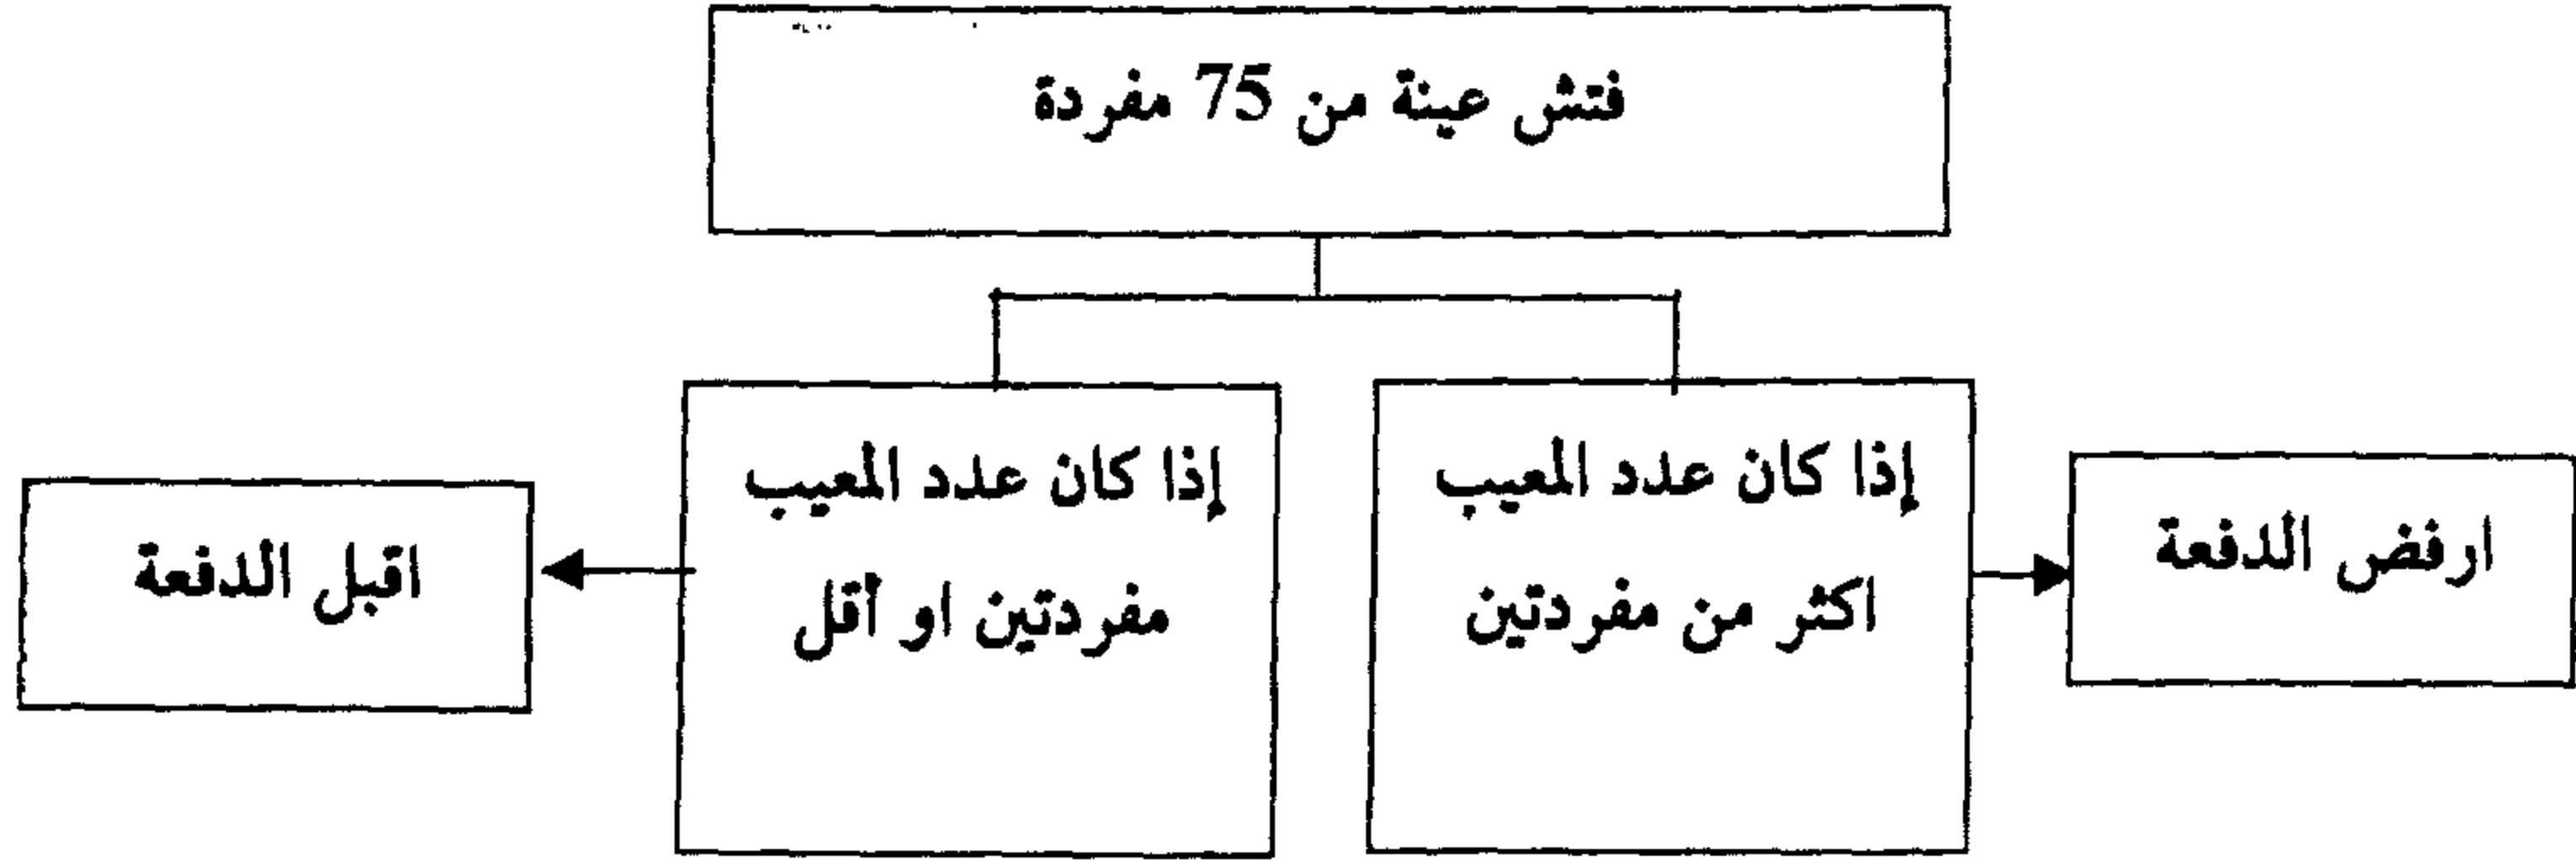 فتش عينة من 75 مفردة
إذا كان عدد المعيب
اكثر من مفردتين
ارفض الدفعة
إذا كان عدد المعيب
مفردتين او أقل
اقبل الدفعة